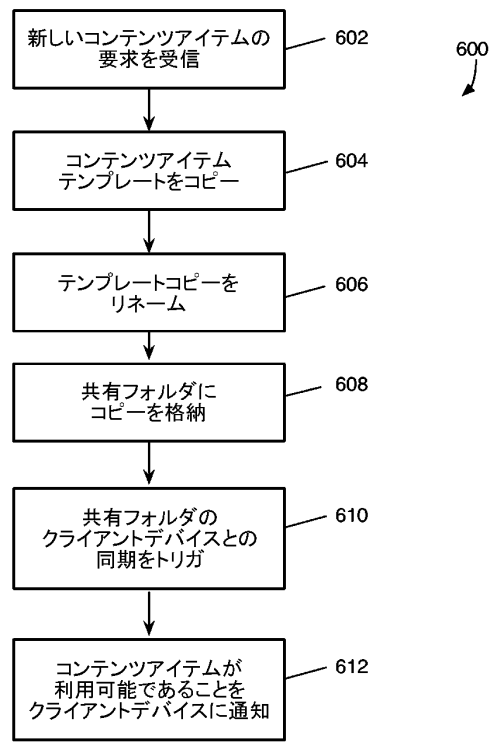 新しいコンテンツアイテムの
要求を受信
602
600
コンテンツアイテム
テンプレートをコピー
604
テンプレートコピーを
リネーム
606
共有フォルダに
コピーを格納
608
共有フォルダの
クライアントデバイスとの
同期をトリガ
610
コンテンツアイテムが
利用可能であることを
クライアントデバイスに通知
612